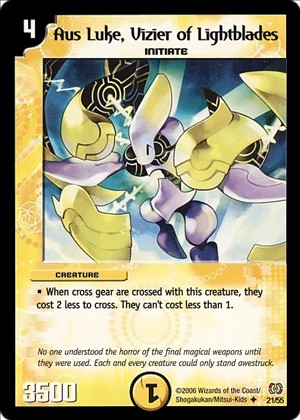 4
Aus Luke, Vizier of Lightblades
INITIATE
CREATURE
▪ When cross gear are crossed with this creature, they
cost 2 less to cross. They can't cost less than 1.
No one understood the horror of the final magical weapons until
they were used. Each and every creature could only stand awestruck.
3500
1
©2006 Wizards of the Coast/
Shogakukan/Mitsui-Kids ✦ 21/55